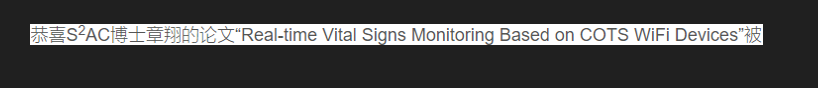 恭喜S²AC博士章翔的论文“Real-time Vital Signs Monitoring Based on COTS WiFi Devices”被